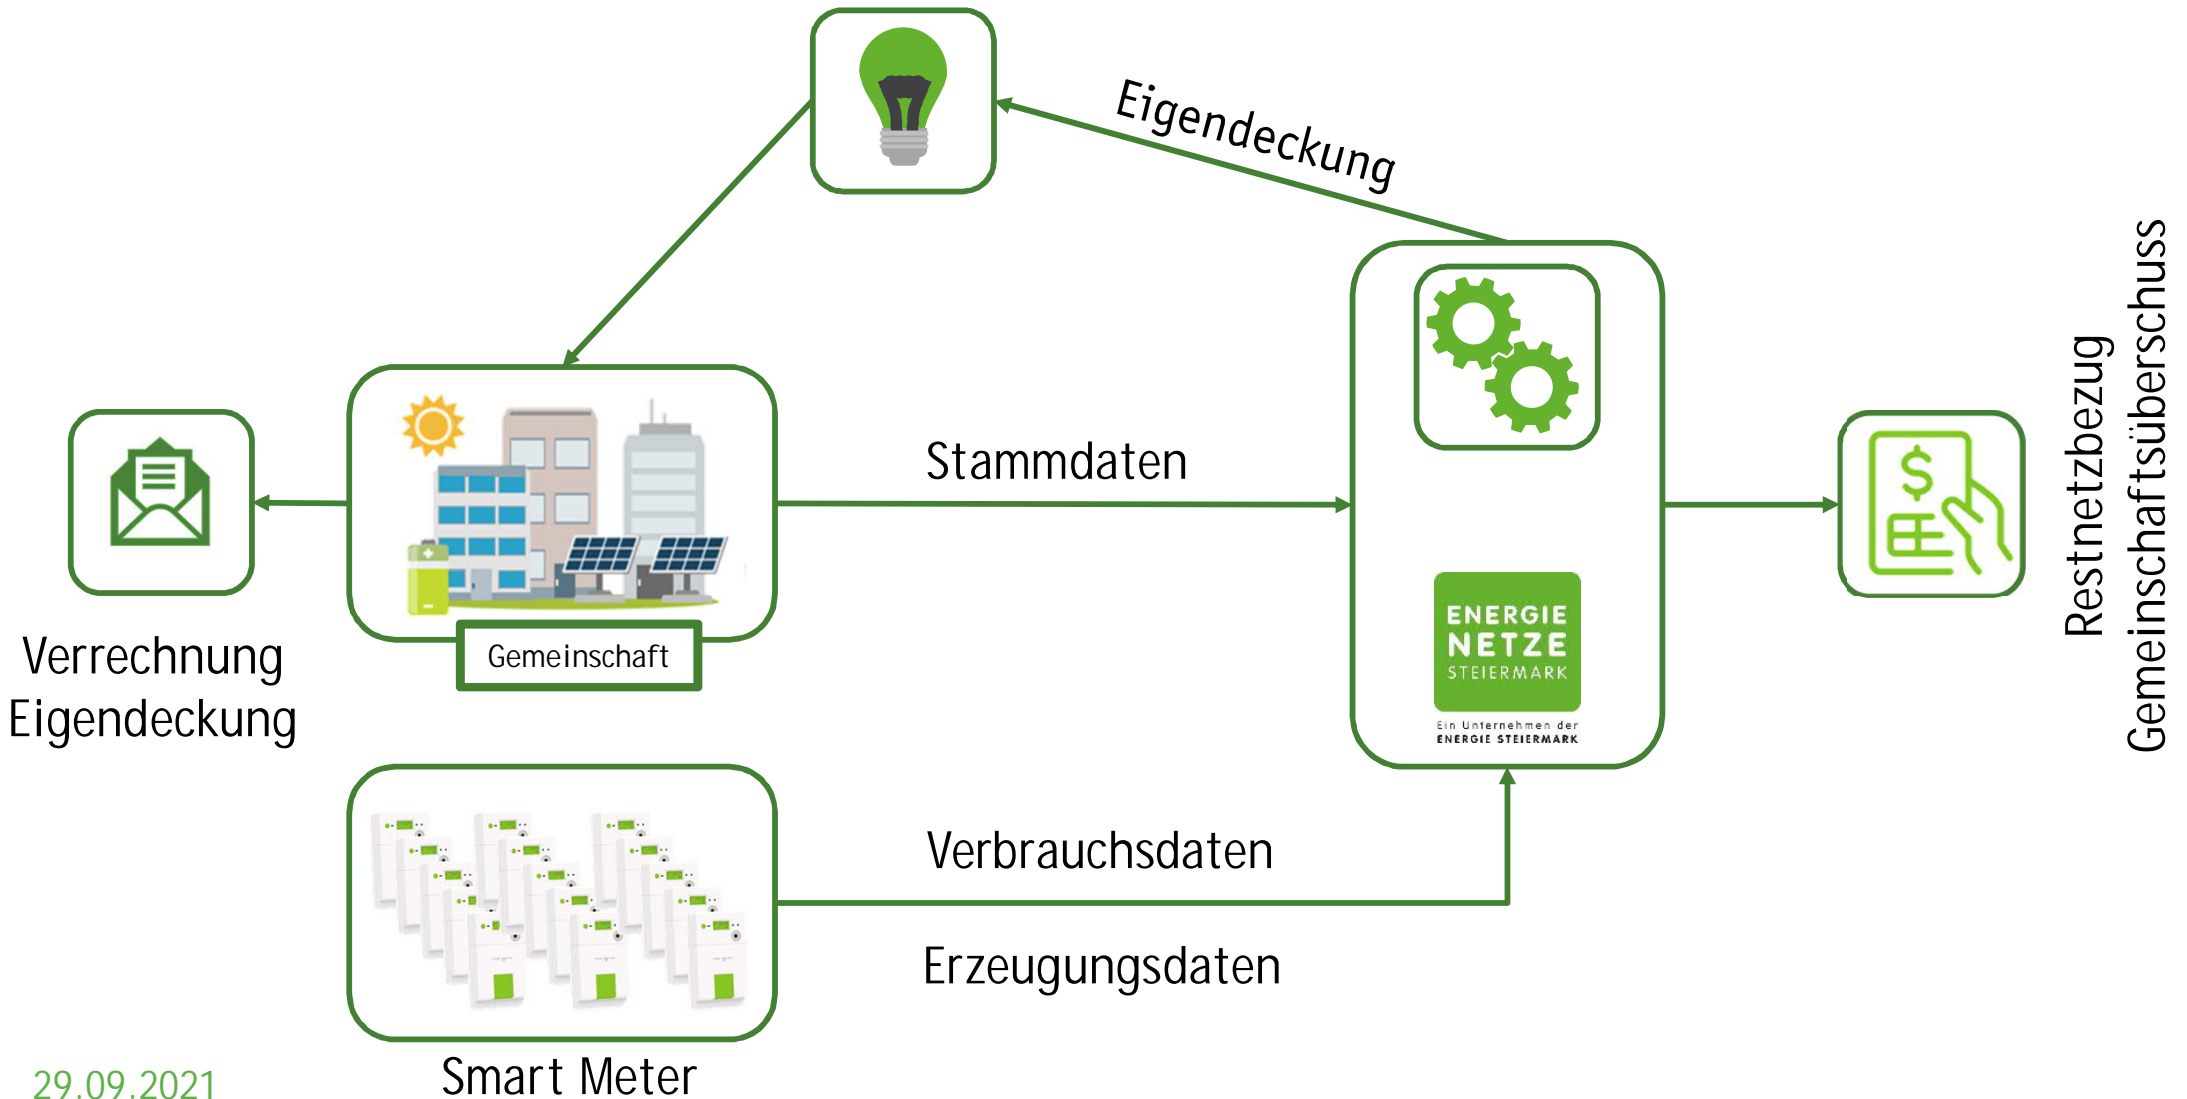 Eigendeckung
Stammdaten
ENERGIE
NETZE
STEIERMARK
Ein Unternehmen der
ENERGIE STEIERMARK
Restnetzbezug
Gemeinschaftsüberschuss
Gemeinschaft
Verrechnung
Eigendeckung
Verbrauchsdaten
Erzeugungsdaten
Smart Meter
29.09.2021
$